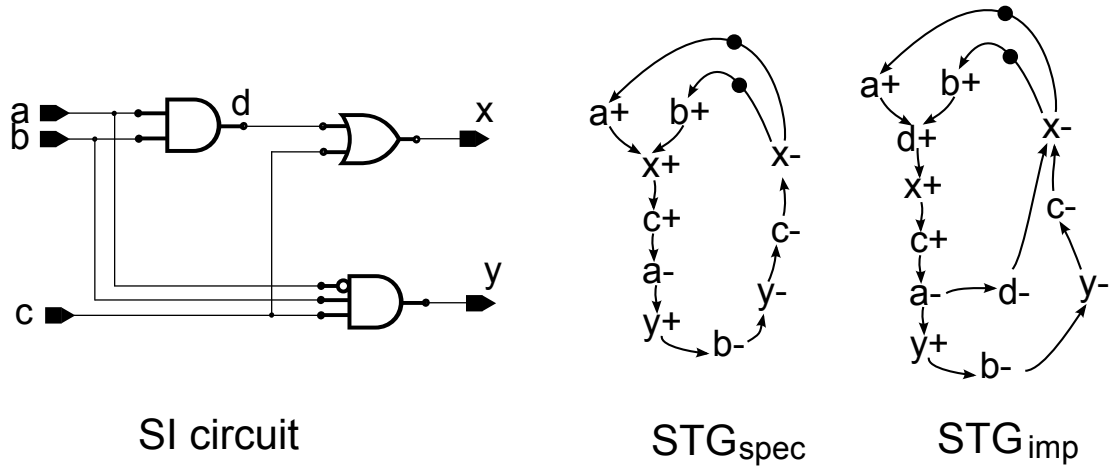 a
b
c
d
x
y
SI circuit
a+
b+
x+
c+
a-
y+
b-
y-
c-
x-
STGspec
a+
b+
d+
x+
c+
a-
d-
y+
b-
y-
c-
x-
STGimp